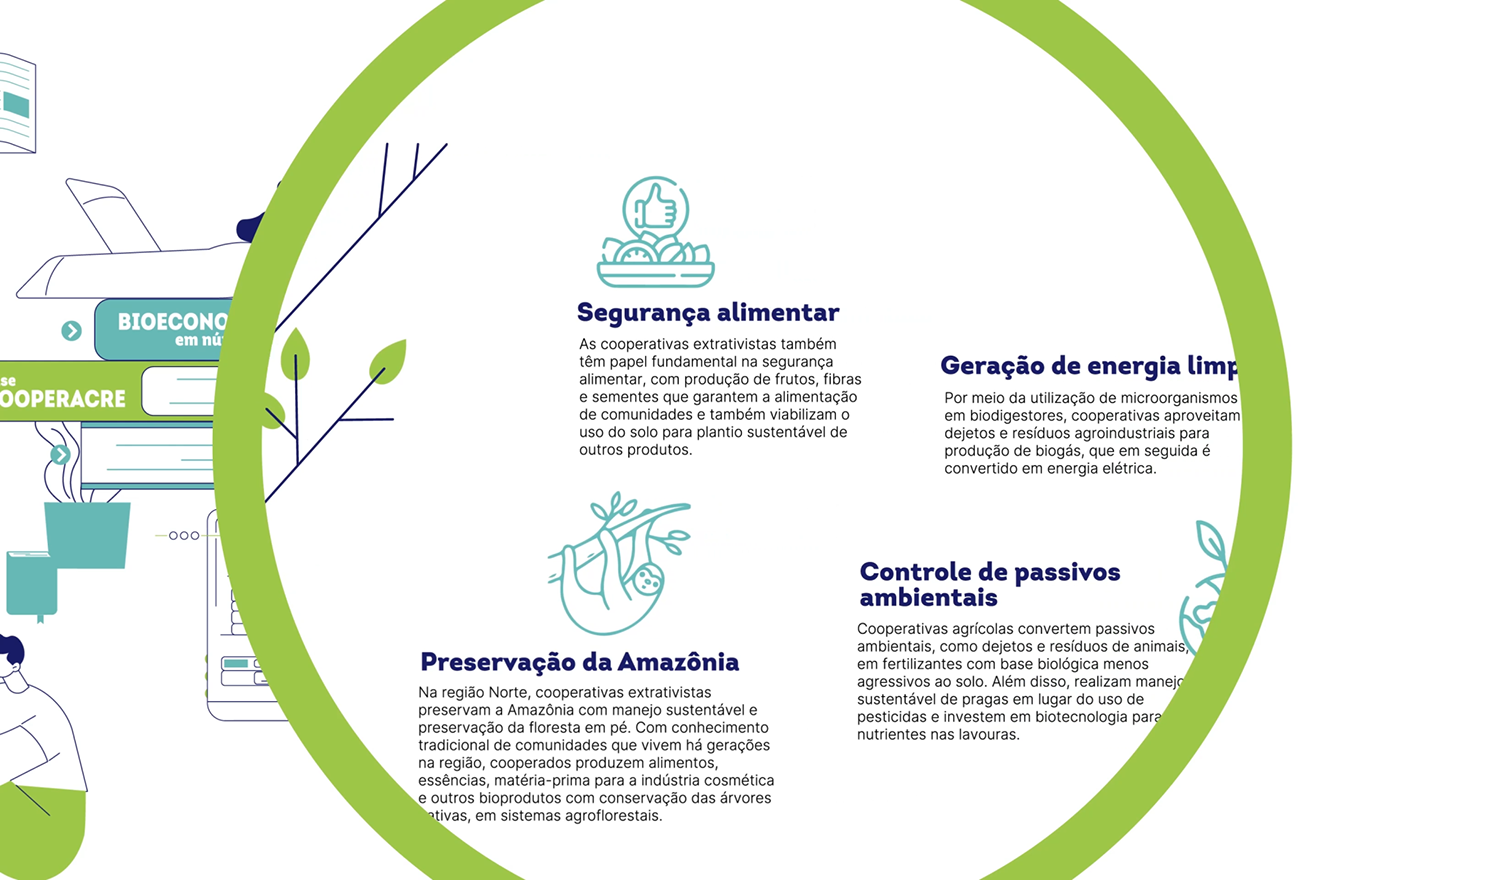 BIOECONO
em nú
se
OOPERACRE
Segurança alimentar
As cooperativas extrativistas também
têm papel fundamental na segurança
alimentar, com produção de frutos, fibras
e sementes que garantem a alimentação
de comunidades e também viabilizam o
uso do solo para plantio sustentável de
outros produtos.
Geração de energia limp
Por meio da utilização de microorganismos
em biodigestores, cooperativas aproveitam
dejetos e resíduos agroindustriais para
produção de biogás, que em seguida é
convertido em energia elétrica.
Preservação da Amazônia
Na região Norte, cooperativas extrativistas
preservam a Amazônia com manejo sustentável e
preservação da floresta em pé. Com conhecimento
tradicional de comunidades que vivem há gerações
na região, cooperados produzem alimentos,
essências, matéria-prima para a indústria cosmética
e outros bioprodutos com conservação das árvores
ativas, em sistemas agroflorestais.
Controle de passivos
ambientais
Cooperativas agrícolas convertem passivos
ambientais, como dejetos e resíduos de animais,
em fertilizantes com base biológica menos
agressivos ao solo. Além disso, realizam manejo
sustentável de pragas em lugar do uso de
pesticidas e investem em biotecnologia para
nutrientes nas lavouras.